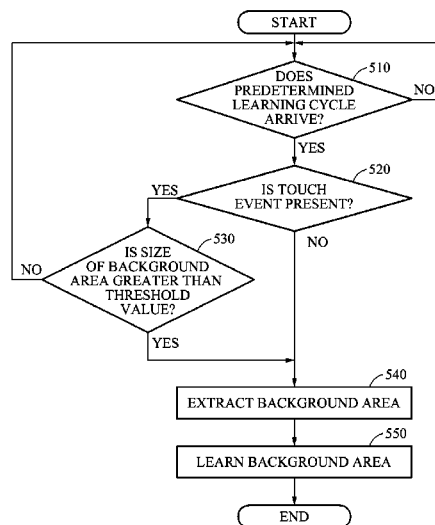 START
510
DOES
PREDETERMINED
LEARNING CYCLE
ARRIVE?
NO
YES
520
YES
IS TOUCH
EVENT PRESENT?
530
NO
IS SIZE
OF BACKGROUND
AREA GREATER THAN
THRESHOLD
VALUE?
NO
YES
540
EXTRACT BACKGROUND AREA
550
LEARN BACKGROUND AREA
END